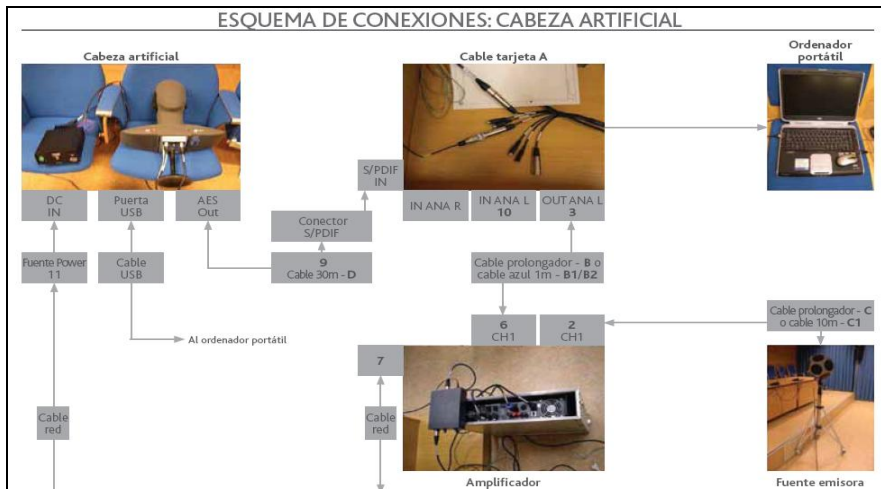 ESQUEMA DE CONEXIONES: CABEZA ARTIFICIAL
Cabeza artificial
Cable tarjeta A
Ordenador
portátil
S/PDIF
IN
DC
IN
Puerta
USB
AES
Out
IN ANA R
IN ANA L
10
OUT ANA L
3
Conector
S/PDIF
Fuente Power
11
Cable
USB
9
Cable 30m - D
Cable prolongador - B o
cable azul 1m - B1/B2
Cable prolongador - C
o cable 10m - C1
6
CH1
2
CH1
Al ordenador portátil
7
Cable
red
Cable
red
Amplificador
Fuente emisora